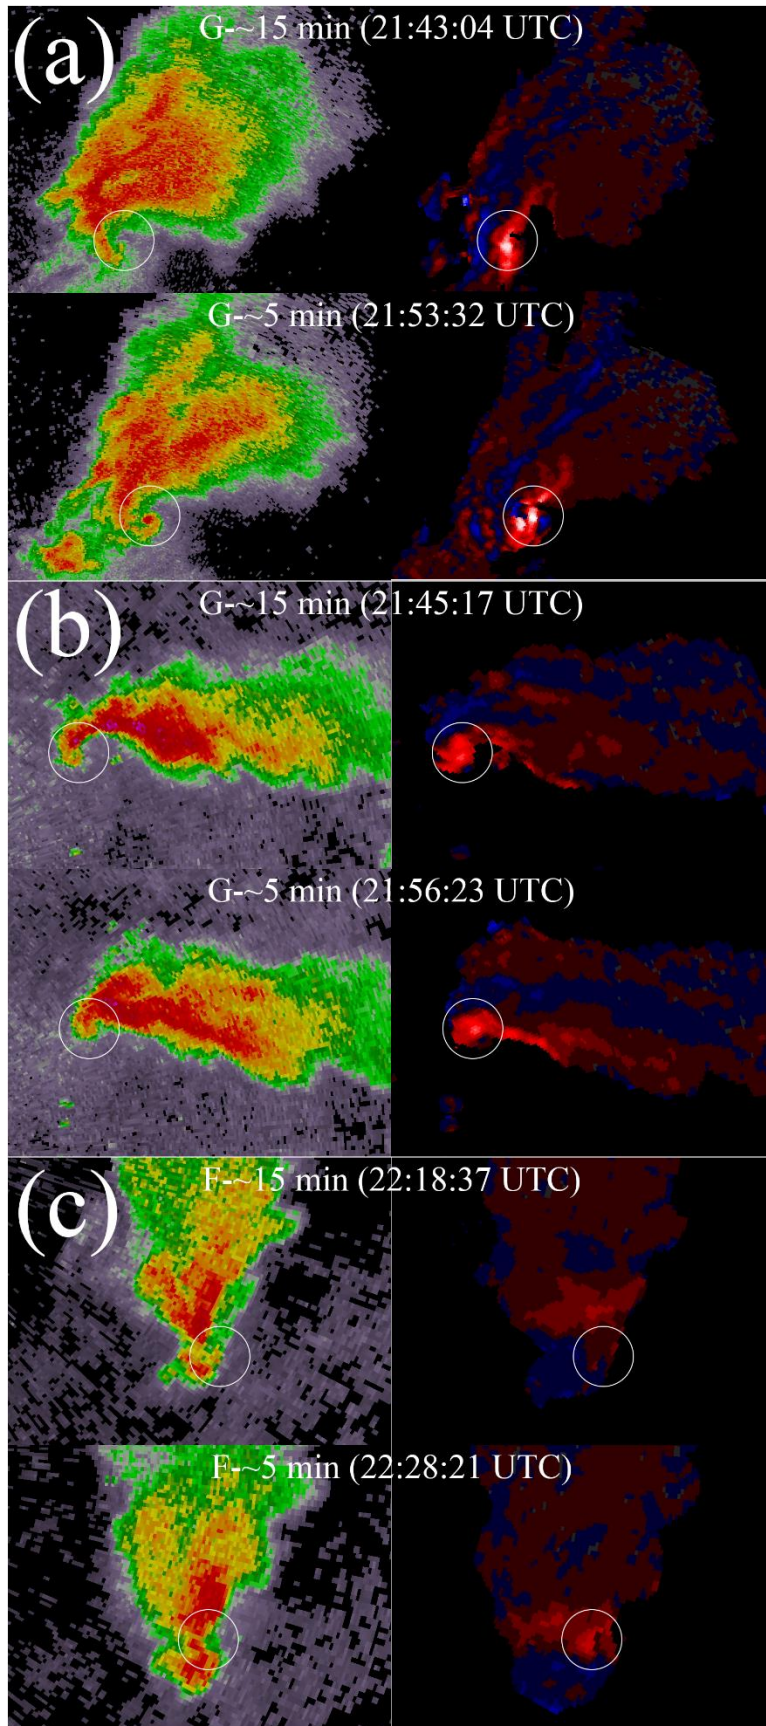 (a)
G-~15 min (21:43:04 UTC)
G-~5 min (21:53:32 UTC)
(b)
G-~15 min (21:45:17 UTC)
G-~5 min (21:56:23 UTC)
(c)
F-~15 min (22:18:37 UTC)
F-~5 min (22:28:21 UTC)